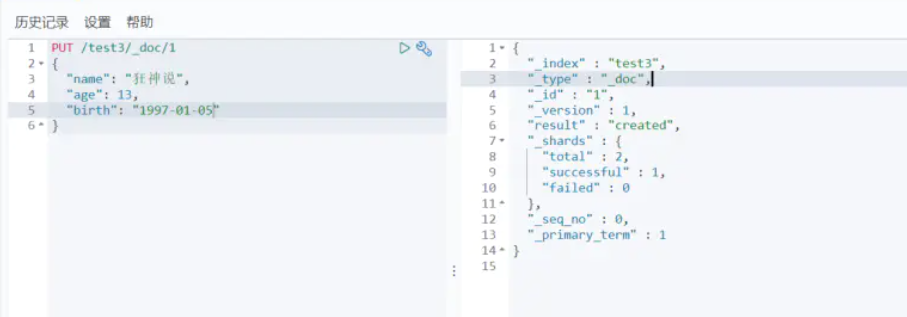 历史记录 设置 帮助
1 PUT /test3/_doc/1
2 {
3 "name": "狂神说",
4 "age": 13,
5 "birth": "1997-01-05"
6 }
1 {
2 "_index" : "test3",
3 "_type" : "_doc",
4 "_id" : "1",
5 "_version" : 1,
6 "result" : "created",
7 "_shards" : {
8 "total" : 2,
9 "successful" : 1,
10 "failed" : 0
11 },
12 "_seq_no" : 0,
13 "_primary_term" : 1
14 }
15